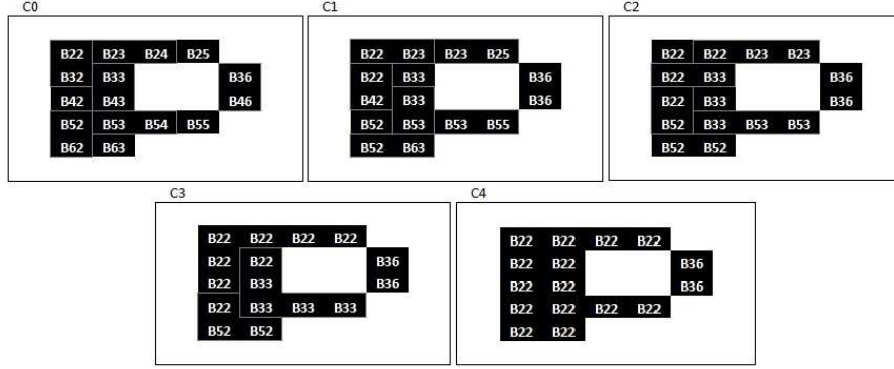 C0
B22 B23 B24 B25
B32 B33 B36
B42 B43 B46
B52 B53 B54 B55
B62 B63
C1
B22 B23 B23 B25
B22 B33 B36
B42 B33 B36
B52 B53 B53 B55
B52 B63
C2
B22 B22 B23 B23
B22 B33 B36
B22 B33 B36
B52 B33 B53 B53
B52 B52
C3
B22 B22 B22 B22
B22 B22 B36
B22 B33 B36
B22 B33 B33 B33
B52 B52
C4
B22 B22 B22 B22
B22 B22 B36
B22 B22 B36
B22 B22 B22 B22
B22 B22